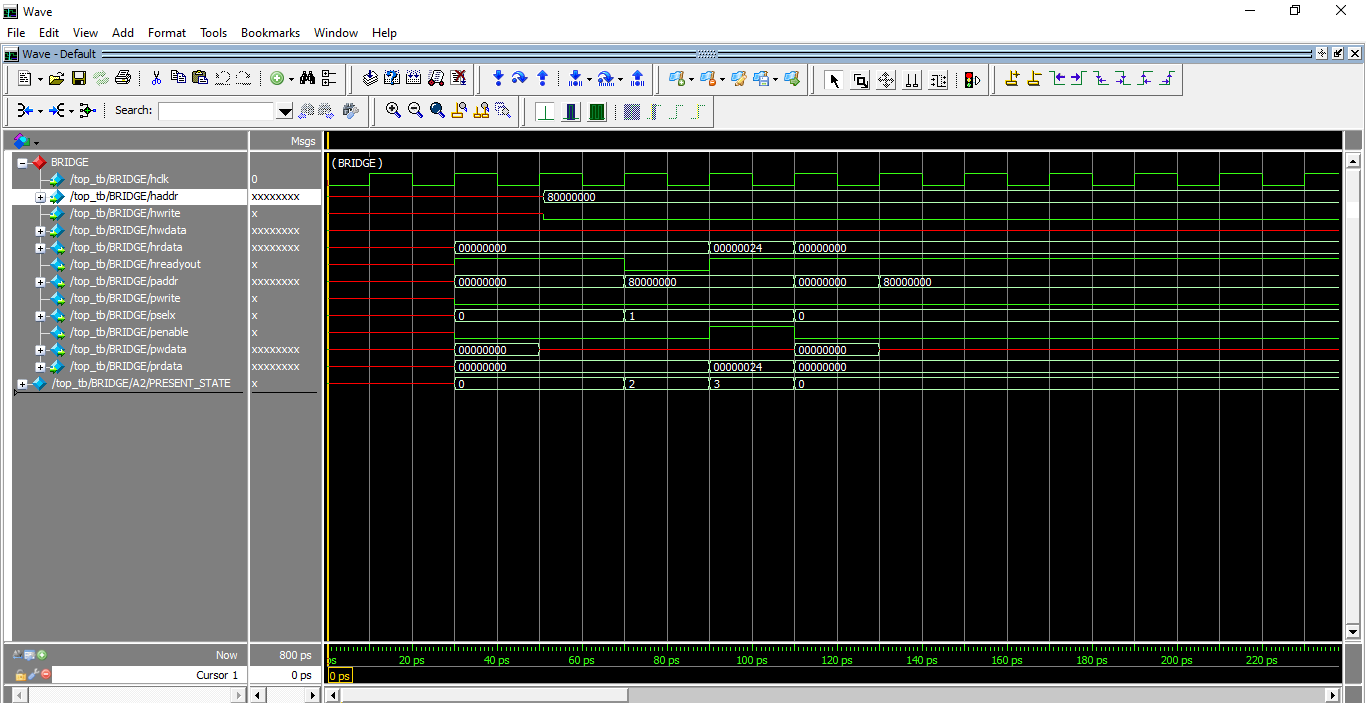 Wave
File Edit View Add Format Tools Bookmarks Window Help
Wave - Default
Search:
Msgs
BRIDGE (BRIDGE)
/top_tb/BRIDGE/hclk 0
/top_tb/BRIDGE/haddr xxxxxxxx 80000000
/top_tb/BRIDGE/hwrite x
/top_tb/BRIDGE/hwdata xxxxxxxx
/top_tb/BRIDGE/hrdata xxxxxxxx 00000000 00000024 00000000
/top_tb/BRIDGE/hreadyout x
/top_tb/BRIDGE/paddr xxxxxxxx 00000000 80000000 00000000 80000000
/top_tb/BRIDGE/pwrite x
/top_tb/BRIDGE/pselx x 0 1 0
/top_tb/BRIDGE/penable x
/top_tb/BRIDGE/pwdata xxxxxxxx 00000000 00000000
/top_tb/BRIDGE/prdata xxxxxxxx 00000000 00000024 00000000
/top_tb/BRIDGE/A2/PRESENT_STATE x 0 2 3 0
Now 800 ps ps 20 ps 40 ps 60 ps 80 ps 100 ps 120 ps 140 ps 160 ps 180 ps 200 ps 220 ps
Cursor 1 0 ps 0 ps